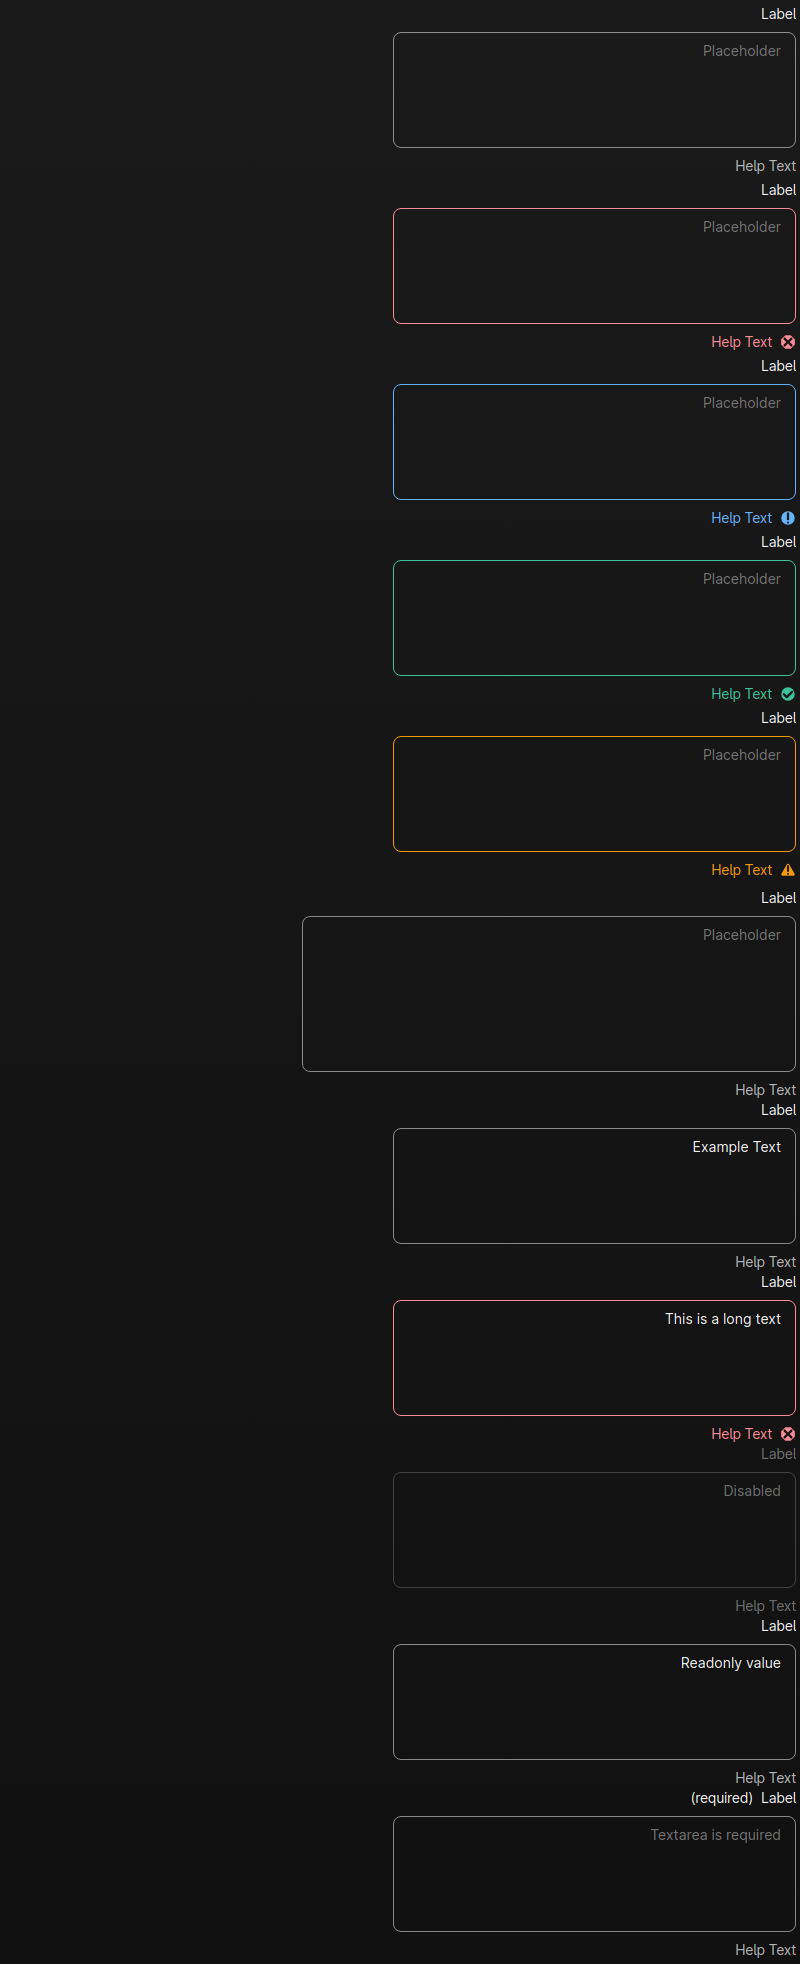 Label
Placeholder
Help Text
Label
Placeholder
Help Text
Label
Placeholder
Help Text
Label
Placeholder
Help Text
Label
Placeholder
Help Text
Label
Placeholder
Help Text
Label
Example Text
Help Text
Label
This is a long text
Help Text
Label
Disabled
Help Text
Label
Readonly value
Help Text
(required) Label
Textarea is required
Help Text